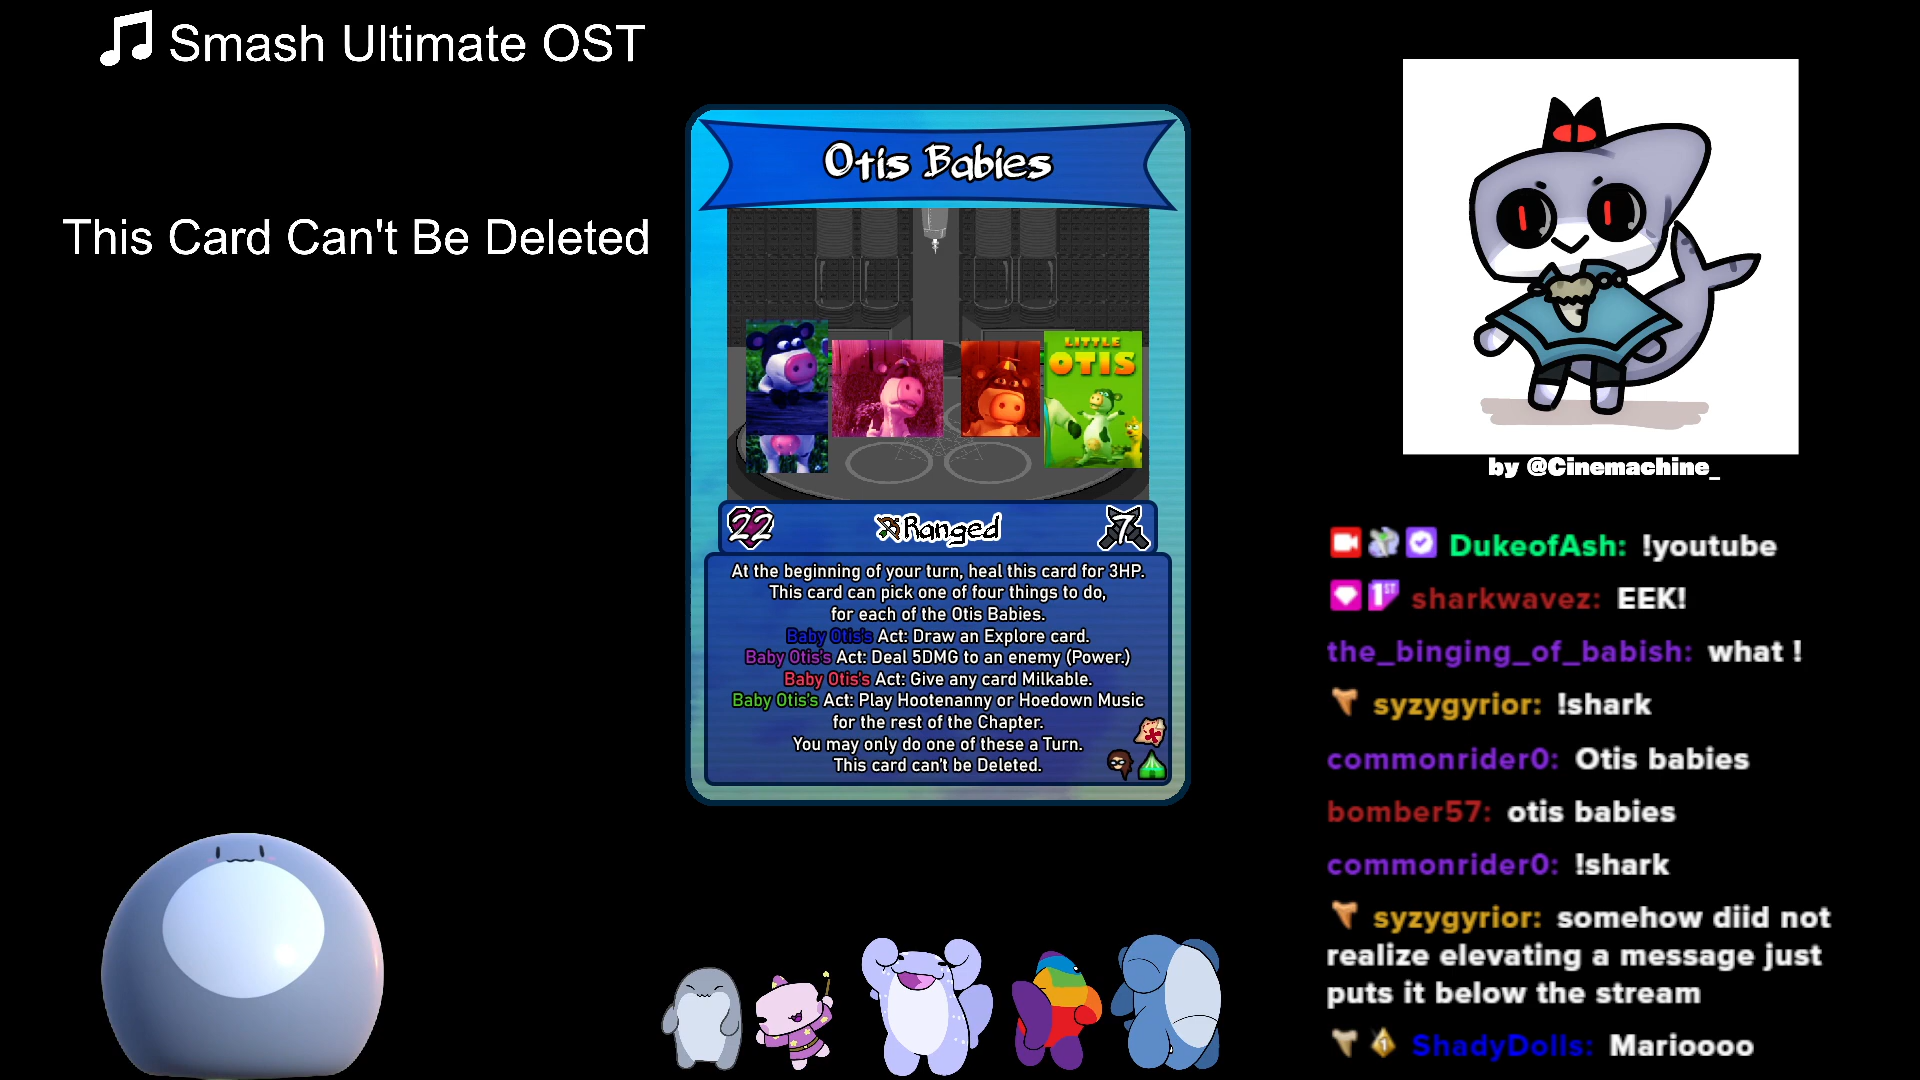 Smash Ultimate OST
This Card Can't Be Deleted
Otis Babies
LITTLE
OTIS
22
Ranged
7
At the beginning of your turn, heal this card for 3HP.
This card can pick one of four things to do,
for each of the Otis Babies.
Baby Otis's Act: Draw an Explore card.
Baby Otis's Act: Deal 5DMG to an enemy (Power.)
Baby Otis's Act: Give any card Milkable.
Baby Otis's Act: Play Hootenanny or Hoedown Music
for the rest of the Chapter.
You may only do one of these a Turn.
This card can't be Deleted.
by @Cinemachine_
DukeofAsh: !youtube
1ST sharkwavez: EEK!
the_binging_of_babish: what !
syzygyrior: !shark
commonrider0: Otis babies
bomber57: otis babies
commonrider0: !shark
syzygyrior: somehow diid not
realize elevating a message just
puts it below the stream
1 ShadyDolls: Marioooo